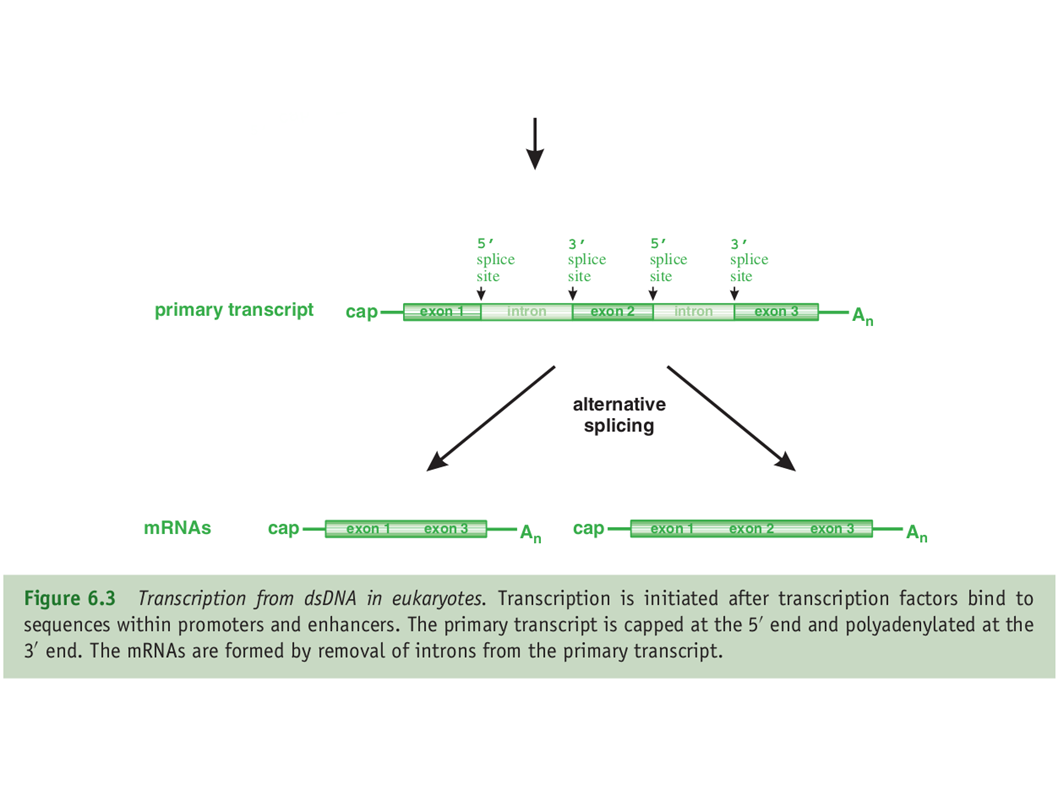 5′ 3′ 5′ 3′
splice splice splice splice
site site site site
primary transcript cap exon 1 intron exon 2 intron exon 3 An
alternative
splicing
mRNAs cap exon 1 exon 3 An cap exon 1 exon 2 exon 3 An
Figure 6.3 Transcription from dsDNA in eukaryotes. Transcription is initiated after transcription factors bind to
sequences within promoters and enhancers. The primary transcript is capped at the 5′ end and polyadenylated at the
3′ end. The mRNAs are formed by removal of introns from the primary transcript.